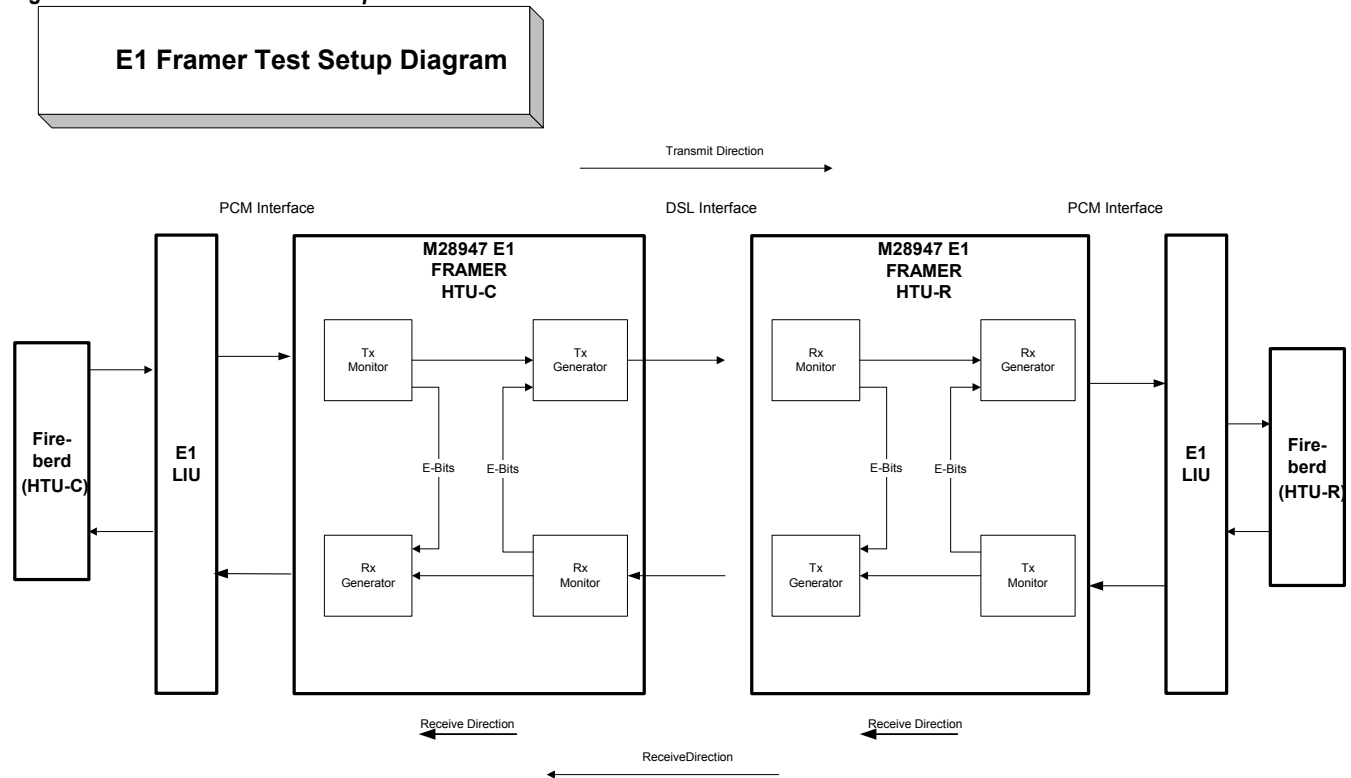 E1 Framer Test Setup Diagram
Transmit Direction
PCM Interface
DSL Interface
PCM Interface
M28947 E1
FRAMER
HTU-C
M28947 E1
FRAMER
HTU-R
Tx
Monitor
Tx
Generator
Rx
Monitor
Rx
Generator
Fire-
berd
(HTU-C)
E1
LIU
E-Bits
E-Bits
E-Bits
E-Bits
E1
LIU
Fire-
berd
(HTU-R)
Rx
Generator
Rx
Monitor
Tx
Generator
Tx
Monitor
Receive Direction
Receive Direction
ReceiveDirection